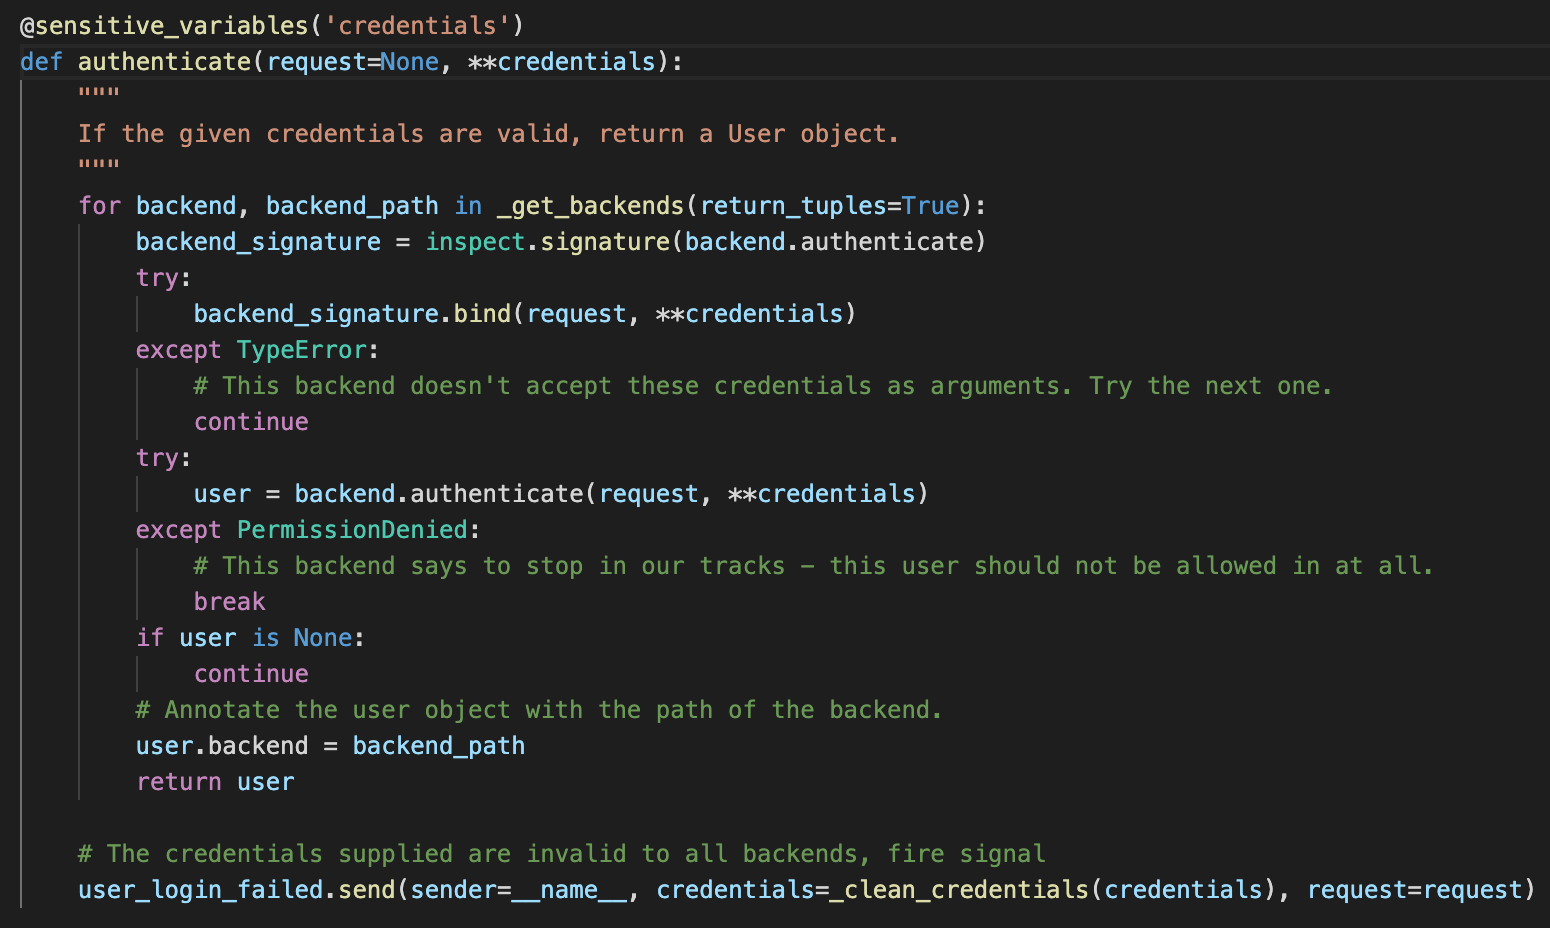 @sensitive_variables('credentials')
def authenticate(request=None, **credentials):
    """
    If the given credentials are valid, return a User object.
    """
    for backend, backend_path in _get_backends(return_tuples=True):
        backend_signature = inspect.signature(backend.authenticate)
        try:
            backend_signature.bind(request, **credentials)
        except TypeError:
            # This backend doesn't accept these credentials as arguments. Try the next one.
            continue
        try:
            user = backend.authenticate(request, **credentials)
        except PermissionDenied:
            # This backend says to stop in our tracks - this user should not be allowed in at all.
            break
        if user is None:
            continue
        # Annotate the user object with the path of the backend.
        user.backend = backend_path
        return user

    # The credentials supplied are invalid to all backends, fire signal
    user_login_failed.send(sender=__name__, credentials=_clean_credentials(credentials), request=request)